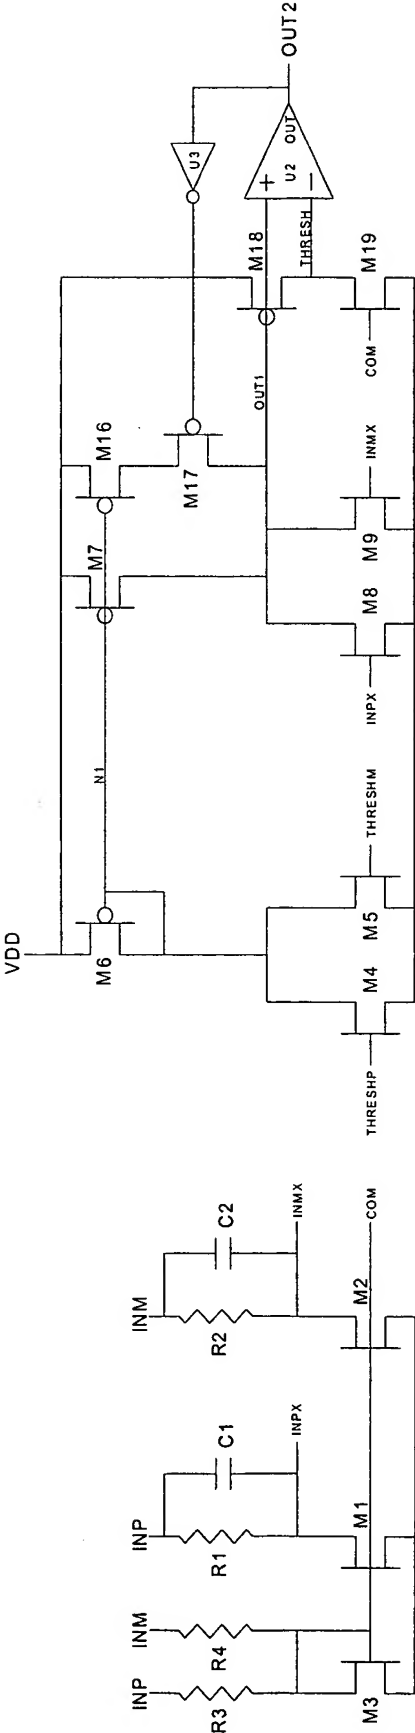 VDD
INP
INM
INP
INM
R3
R4
R1
C1
R2
C2
INPX
INMX
M3
M1
M2
COM
M6
N1
M7
M16
M17
U3
OUT1
M18
U2
+
−
OUT
OUT2
THRESH
THRESHP
M4
M5
THRESHM
INPX
M8
M9
INMX
COM
M19